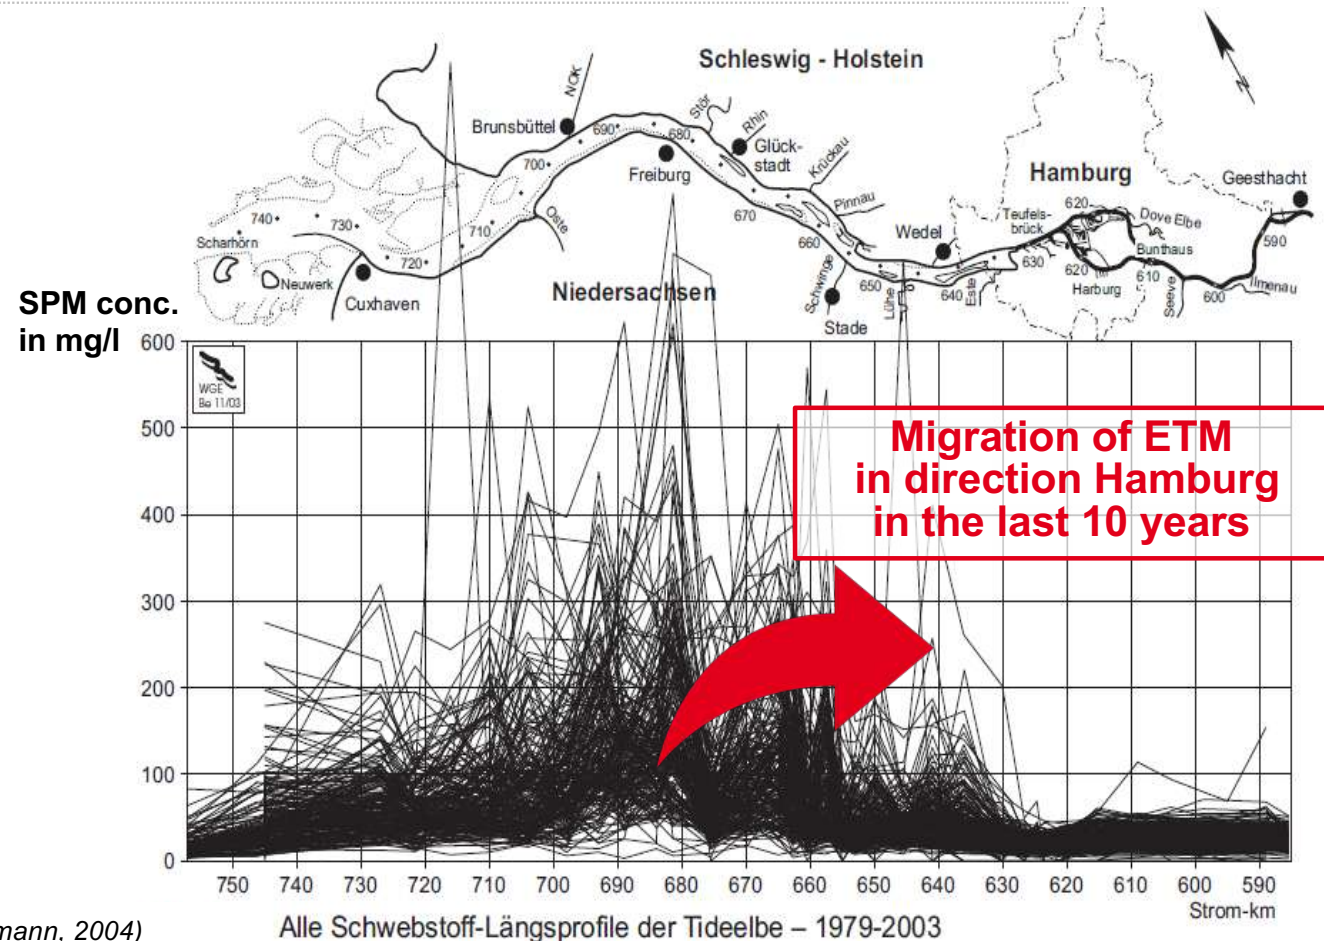 Schleswig - Holstein
NOK
Brunsbüttel
690
680
Stör
Rhin
Glück-
stadt
Krückau
Freiburg
700
Pinnau
Hamburg
Geesthacht
740
730
710
Oste
670
660
Wedel
Teufels-
brück
620
Dove Elbe
590
Scharhörn
Neuwerk
720
Cuxhaven
Niedersachsen
Schwinge
Stade
650
Lühe
640
Este
630
620
Harburg
Bunthaus
610
Seeve
600
Ilmenau
SPM conc.
in mg/l
600
500
400
300
200
100
0
WGE
Be 11/03
Migration of ETM
in direction Hamburg
in the last 10 years
750 740 730 720 710 700 690 680 670 660 650 640 630 620 610 600 590
Strom-km
mann, 2004)
Alle Schwebstoff-Längsprofile der Tideelbe – 1979-2003